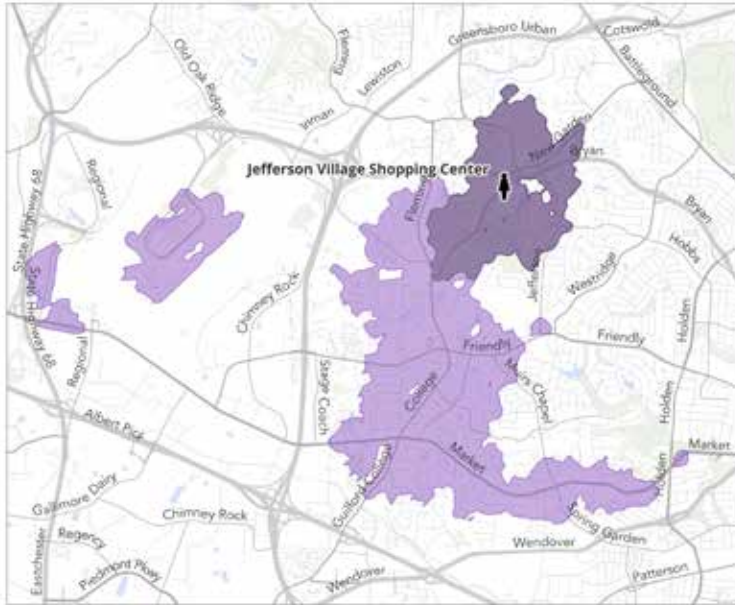 Greensboro Urban
Cotswold
Fleming
Old Oak Ridge
Lewiston
Battleground
Inman
New Garden
Bryan
Jefferson Village Shopping Center
State Highway 68
Regional
Fleming
Bryan
Hobbs
Jefferson
Westridge
State Highway 68
Chimney Rock
Holden
Friendly
Friendly
Regional
Stage Coach
College
Muirs Chapel
Holden
Albert Pick
Market
Market
Guilford College
Holden
Gallimore Dairy
Chimney Rock
Spring Garden
Regency
Wendover
Eastchester
Piedmont Pkwy
Wendover
Patterson